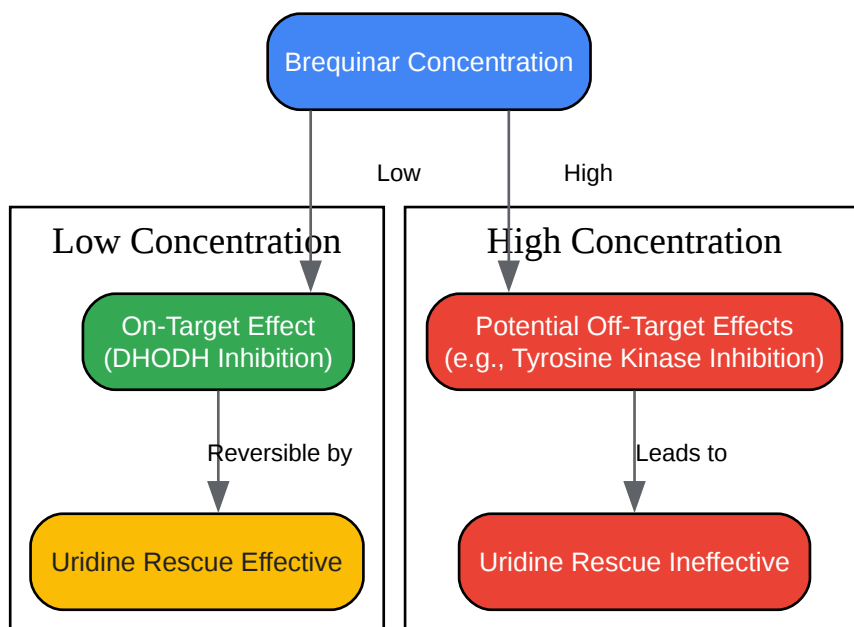 Brequinar Concentration
Low
High
Low Concentration
High Concentration
On-Target Effect
(DHODH Inhibition)
Potential Off-Target Effects
(e.g., Tyrosine Kinase Inhibition)
Reversible by
Leads to
Uridine Rescue Effective
Uridine Rescue Ineffective